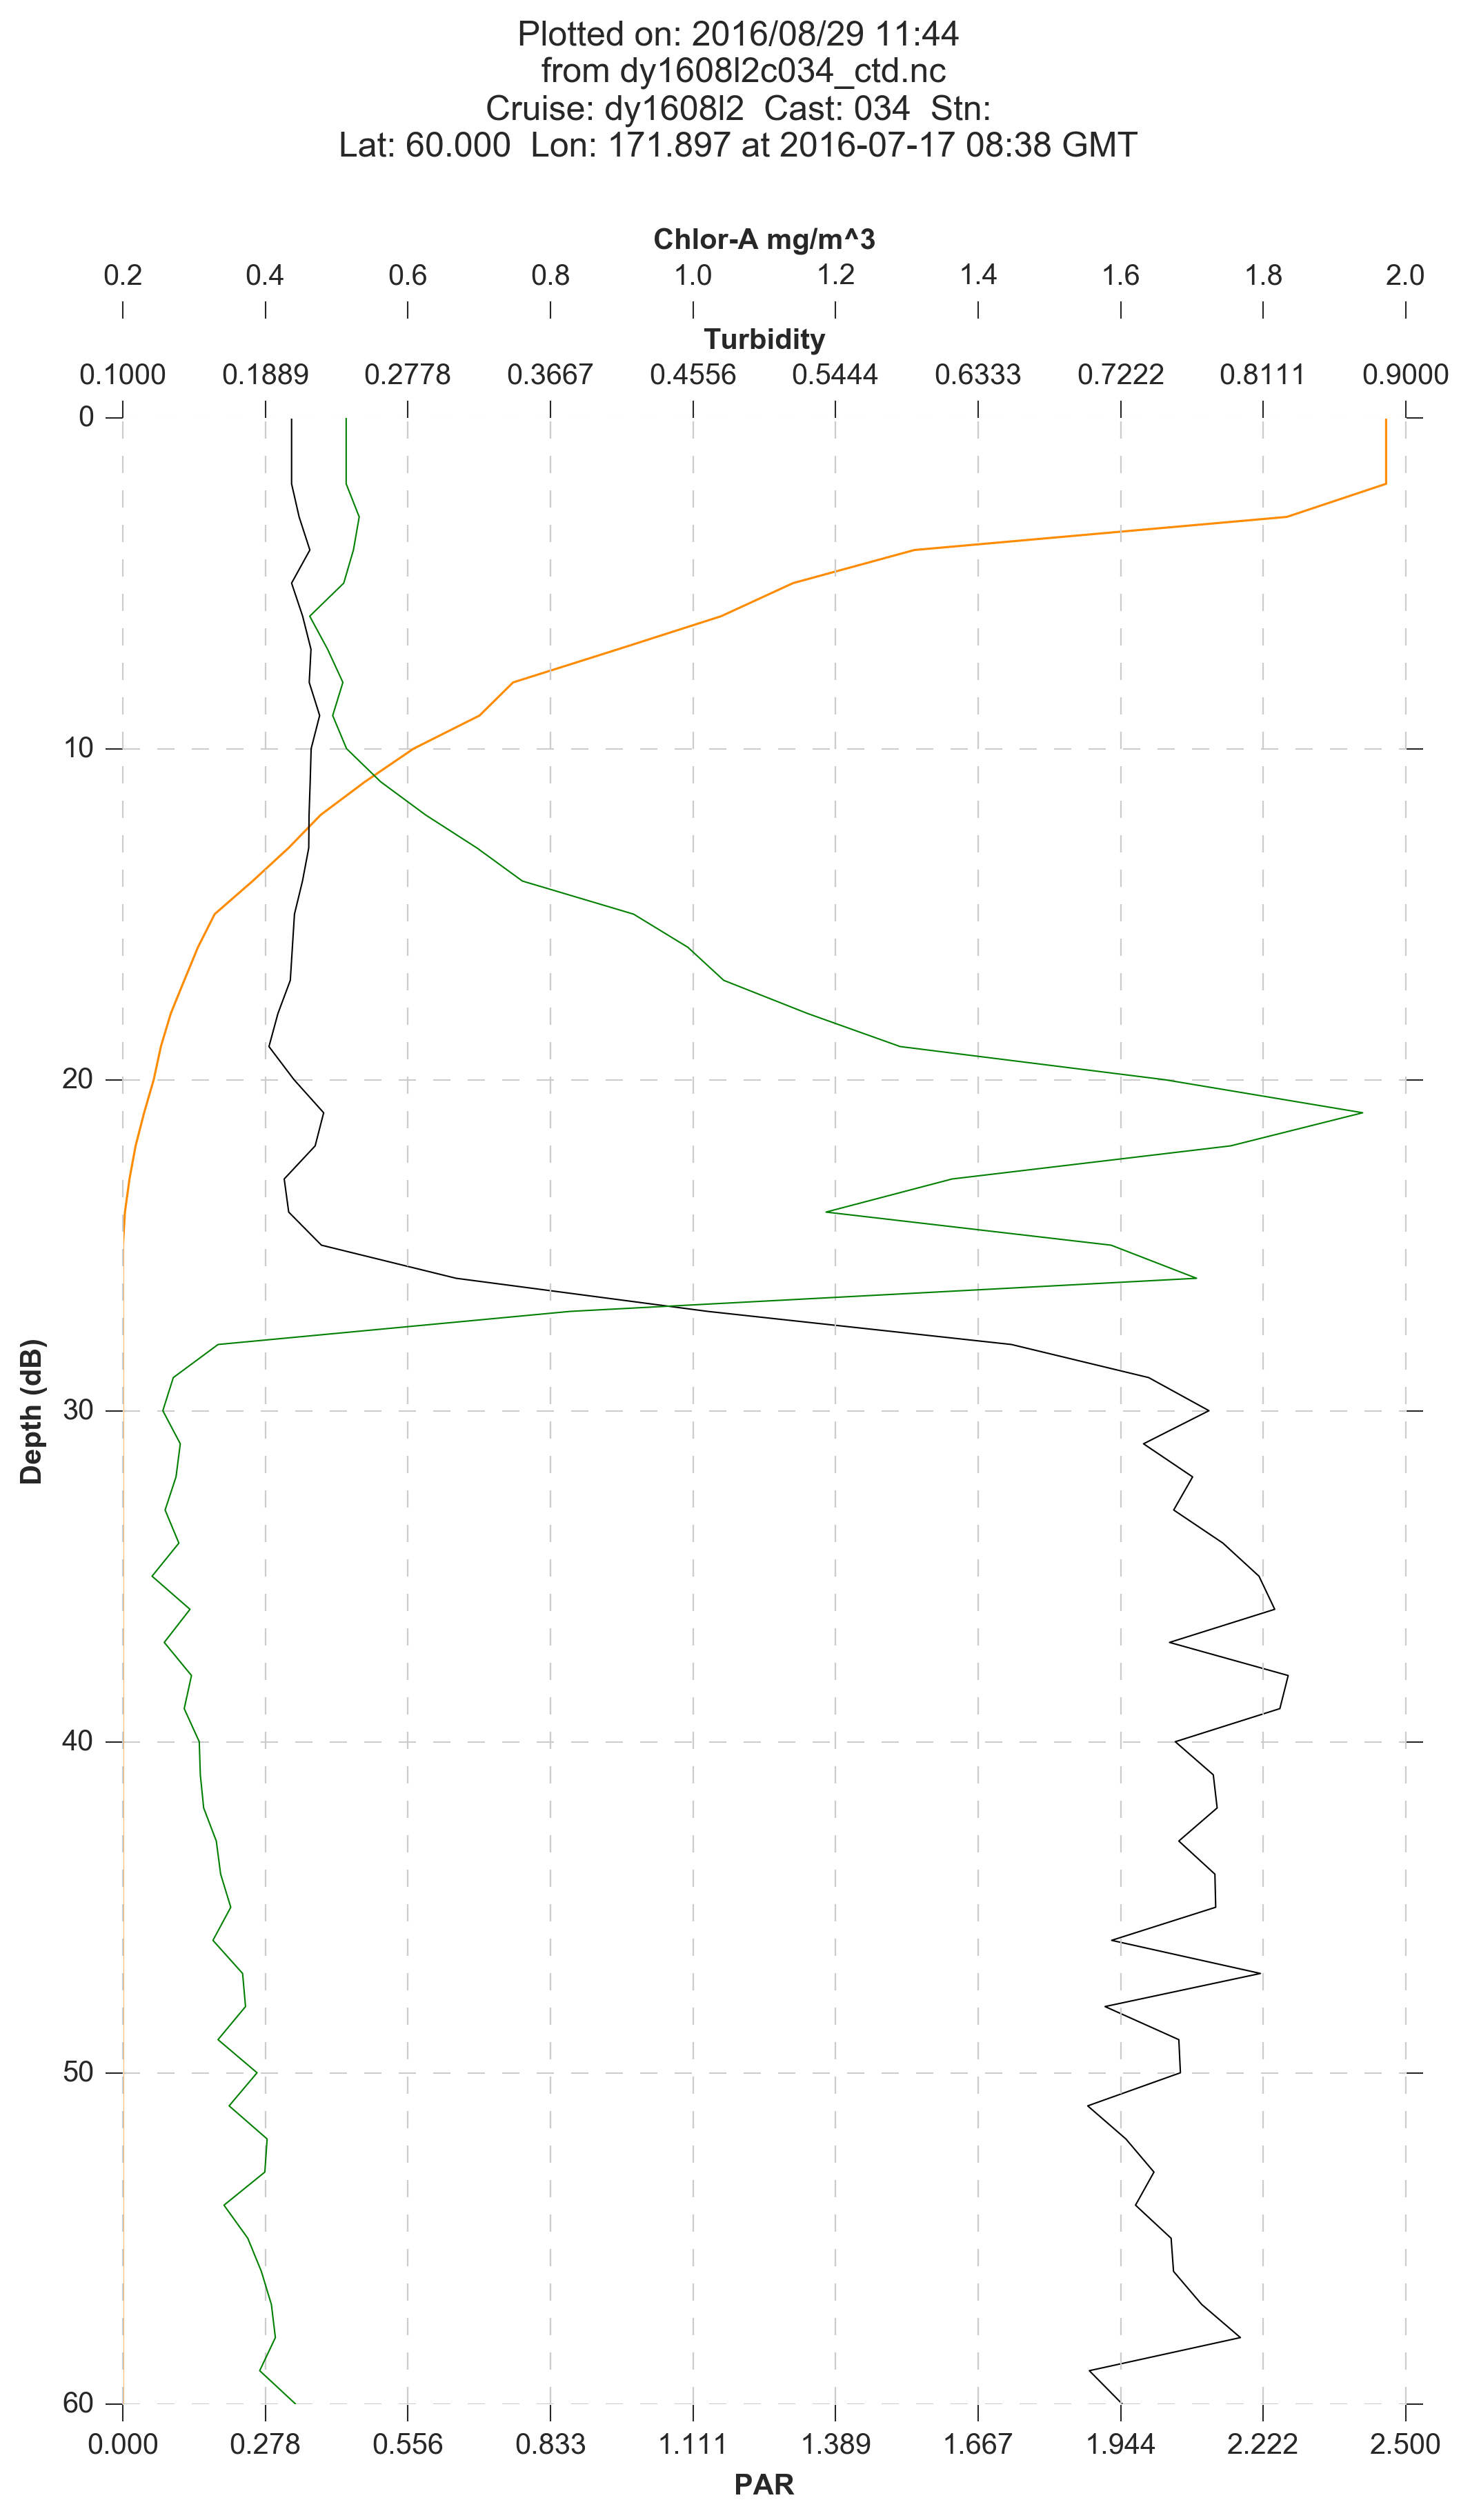 Plotted on: 2016/08/29 11:44
from dy1608l2c034_ctd.nc
Cruise: dy1608l2 Cast: 034 Stn:
Lat: 60.000 Lon: 171.897 at 2016-07-17 08:38 GMT
Chlor-A mg/m^3
0.2 0.4 0.6 0.8 1.0 1.2 1.4 1.6 1.8 2.0
Turbidity
0.1000 0.1889 0.2778 0.3667 0.4556 0.5444 0.6333 0.7222 0.8111 0.9000
0
10
20
30
40
50
60
Depth (dB)
0.000 0.278 0.556 0.833 1.111 1.389 1.667 1.944 2.222 2.500
PAR